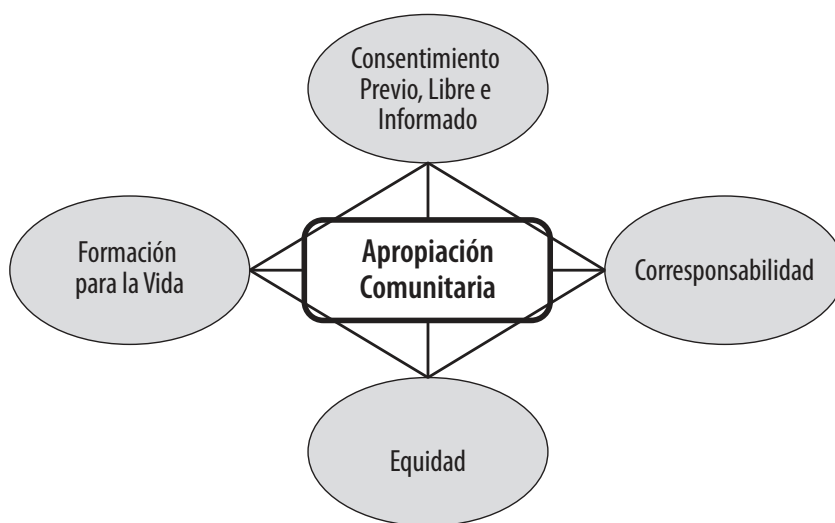 Consentimiento
Previo, Libre e
Informado
Formación
para la Vida
Apropiación
Comunitaria
Corresponsabilidad
Equidad